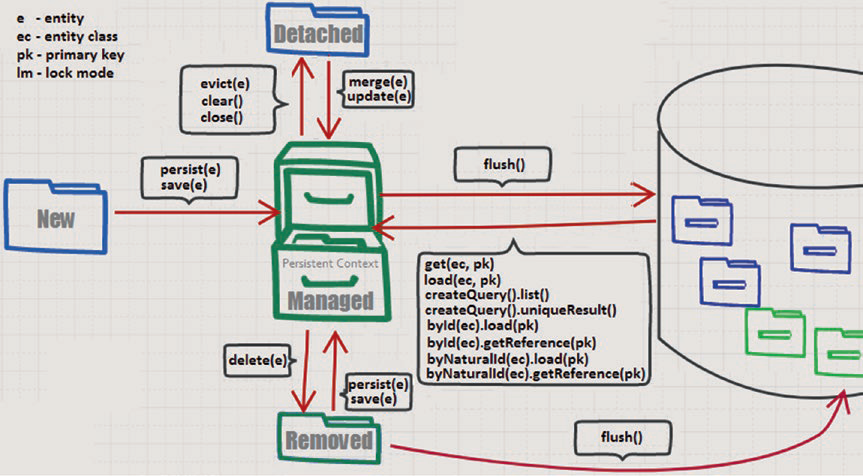 e - entity
ec - entity class
pk - primary key
lm - lock mode
Detached
evict(e)
clear()
close()
merge(e)
update(e)
persist(e)
save(e)
flush()
New
Persistent Context
Managed
get(ec, pk)
load(ec, pk)
createQuery().list()
createQuery().uniqueResult()
byId(ec).load(pk)
byId(ec).getReference(pk)
byNaturalId(ec).load(pk)
byNaturalId(ec).getReference(pk)
delete(e)
persist(e)
save(e)
Removed
flush()